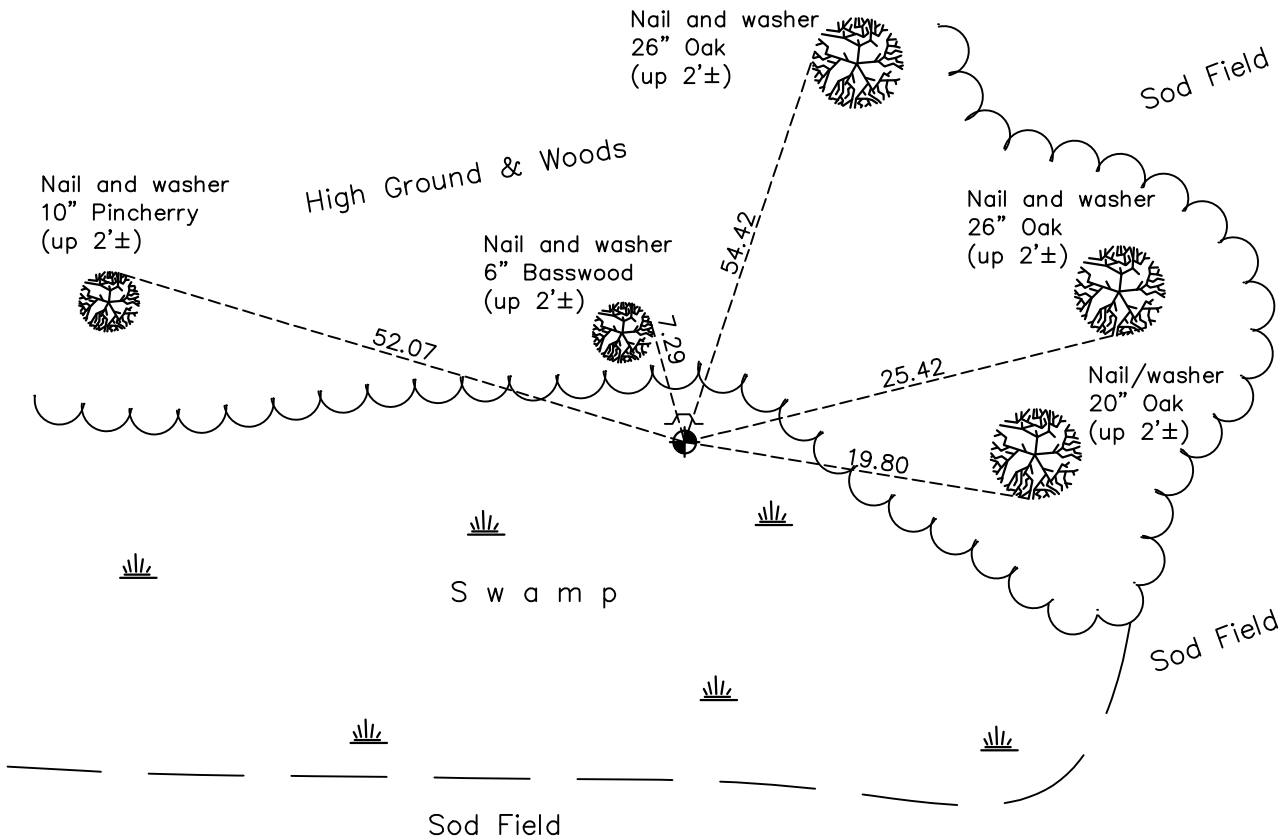 Nail and washer
26” Oak
(up 2'±)
Sod Field
High Ground & Woods
Nail and washer
10” Pincherry
(up 2'±)
Nail and washer
6” Basswood
(up 2'±)
Nail and washer
26” Oak
(up 2'±)
54.42
52.07
7.29
25.42
Nail/washer
20” Oak
(up 2'±)
19.80
Swamp
Sod Field
Sod Field